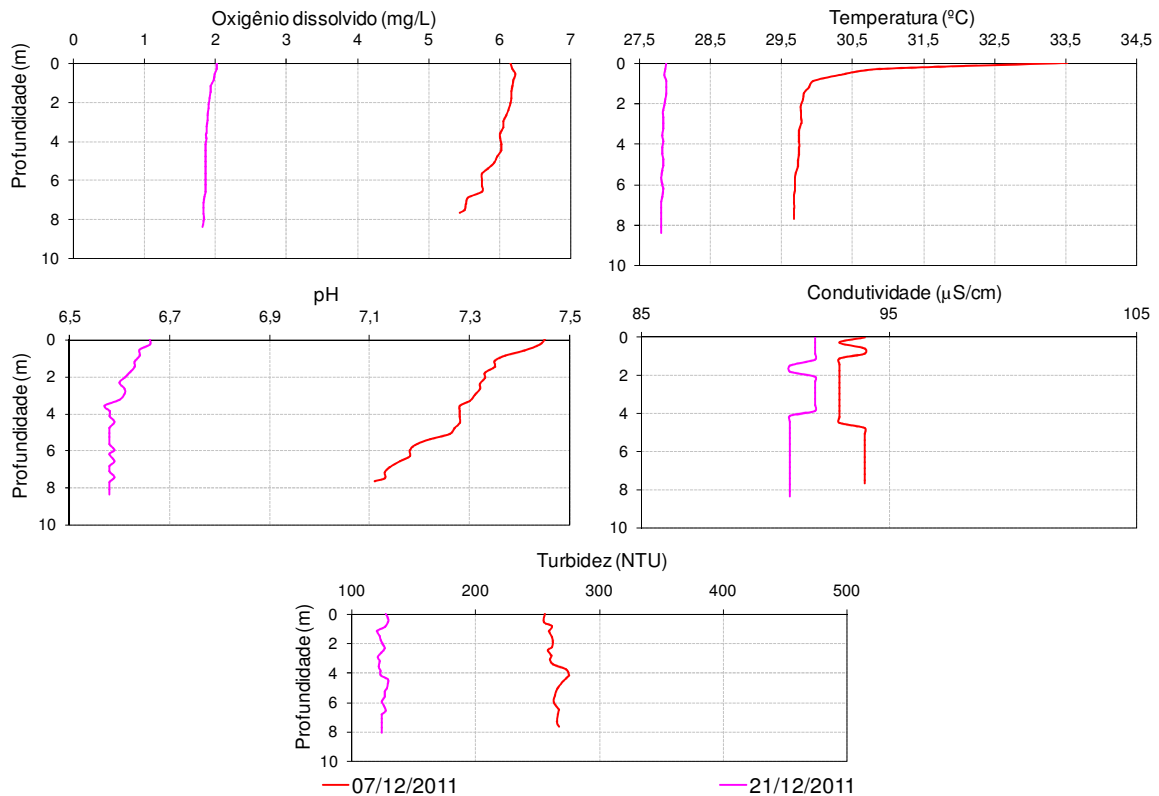 Oxigênio dissolvido (mg/L)
0 1 2 3 4 5 6 7
Profundidade (m)
0
2
4
6
8
10
Temperatura (ºC)
27,5 28,5 29,5 30,5 31,5 32,5 33,5 34,5
0
2
4
6
8
10
pH
6,5 6,7 6,9 7,1 7,3 7,5
Profundidade (m)
0
2
4
6
8
10
Condutividade (µS/cm)
85 95 105
0
2
4
6
8
10
Turbidez (NTU)
100 200 300 400 500
Profundidade (m)
0
2
4
6
8
10
07/12/2011 21/12/2011